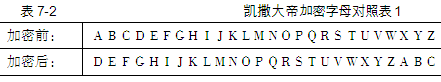 表 7-2 凯撒大帝加密字母对照表 1
加密前： A B C D E F G H I J K L M N O P Q R S T U V W X Y Z
加密后： D E F G H I J K L M N O P Q R S T U V W X Y Z A B C